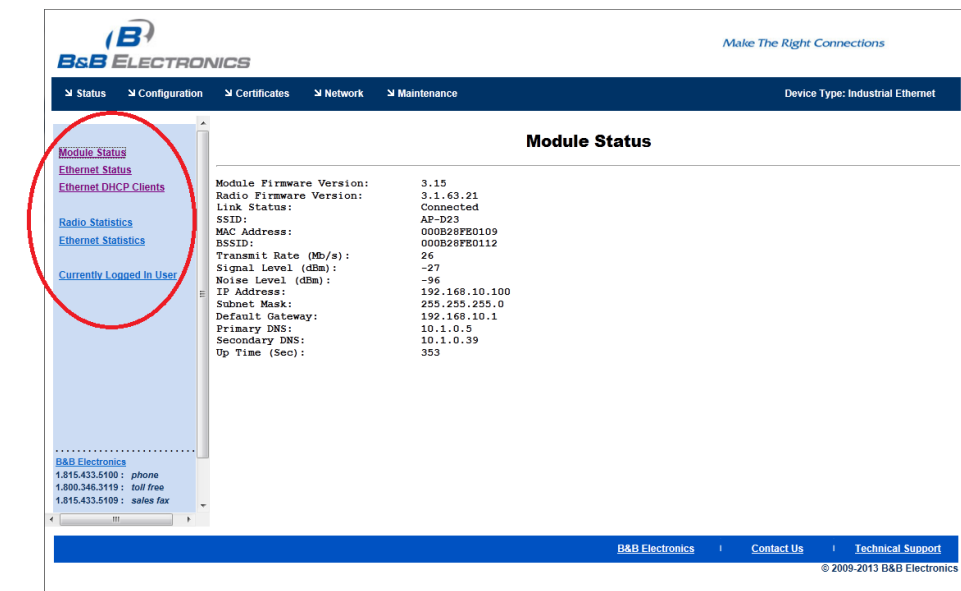 B&B ELECTRONICS
Make The Right Connections
Status Configuration Certificates Network Maintenance Device Type: Industrial Ethernet
Module Status
Ethernet Status
Ethernet DHCP Clients
Radio Statistics
Ethernet Statistics
Currently Logged In User
B&B Electronics
1.815.433.5100 : phone
1.800.346.3119 : toll free
1.815.433.5109 : sales fax
Module Status
Module Firmware Version: 3.15
Radio Firmware Version: 3.1.63.21
Link Status: Connected
SSID: AP-D23
MAC Address: 000B28FE0109
BSSID: 000B28FE0112
Transmit Rate (Mb/s): 26
Signal Level (dBm): -27
Noise Level (dBm): -96
IP Address: 192.168.10.100
Subnet Mask: 255.255.255.0
Default Gateway: 192.168.10.1
Primary DNS: 10.1.0.5
Secondary DNS: 10.1.0.39
Up Time (Sec): 353
B&B Electronics | Contact Us | Technical Support
© 2009-2013 B&B Electronics